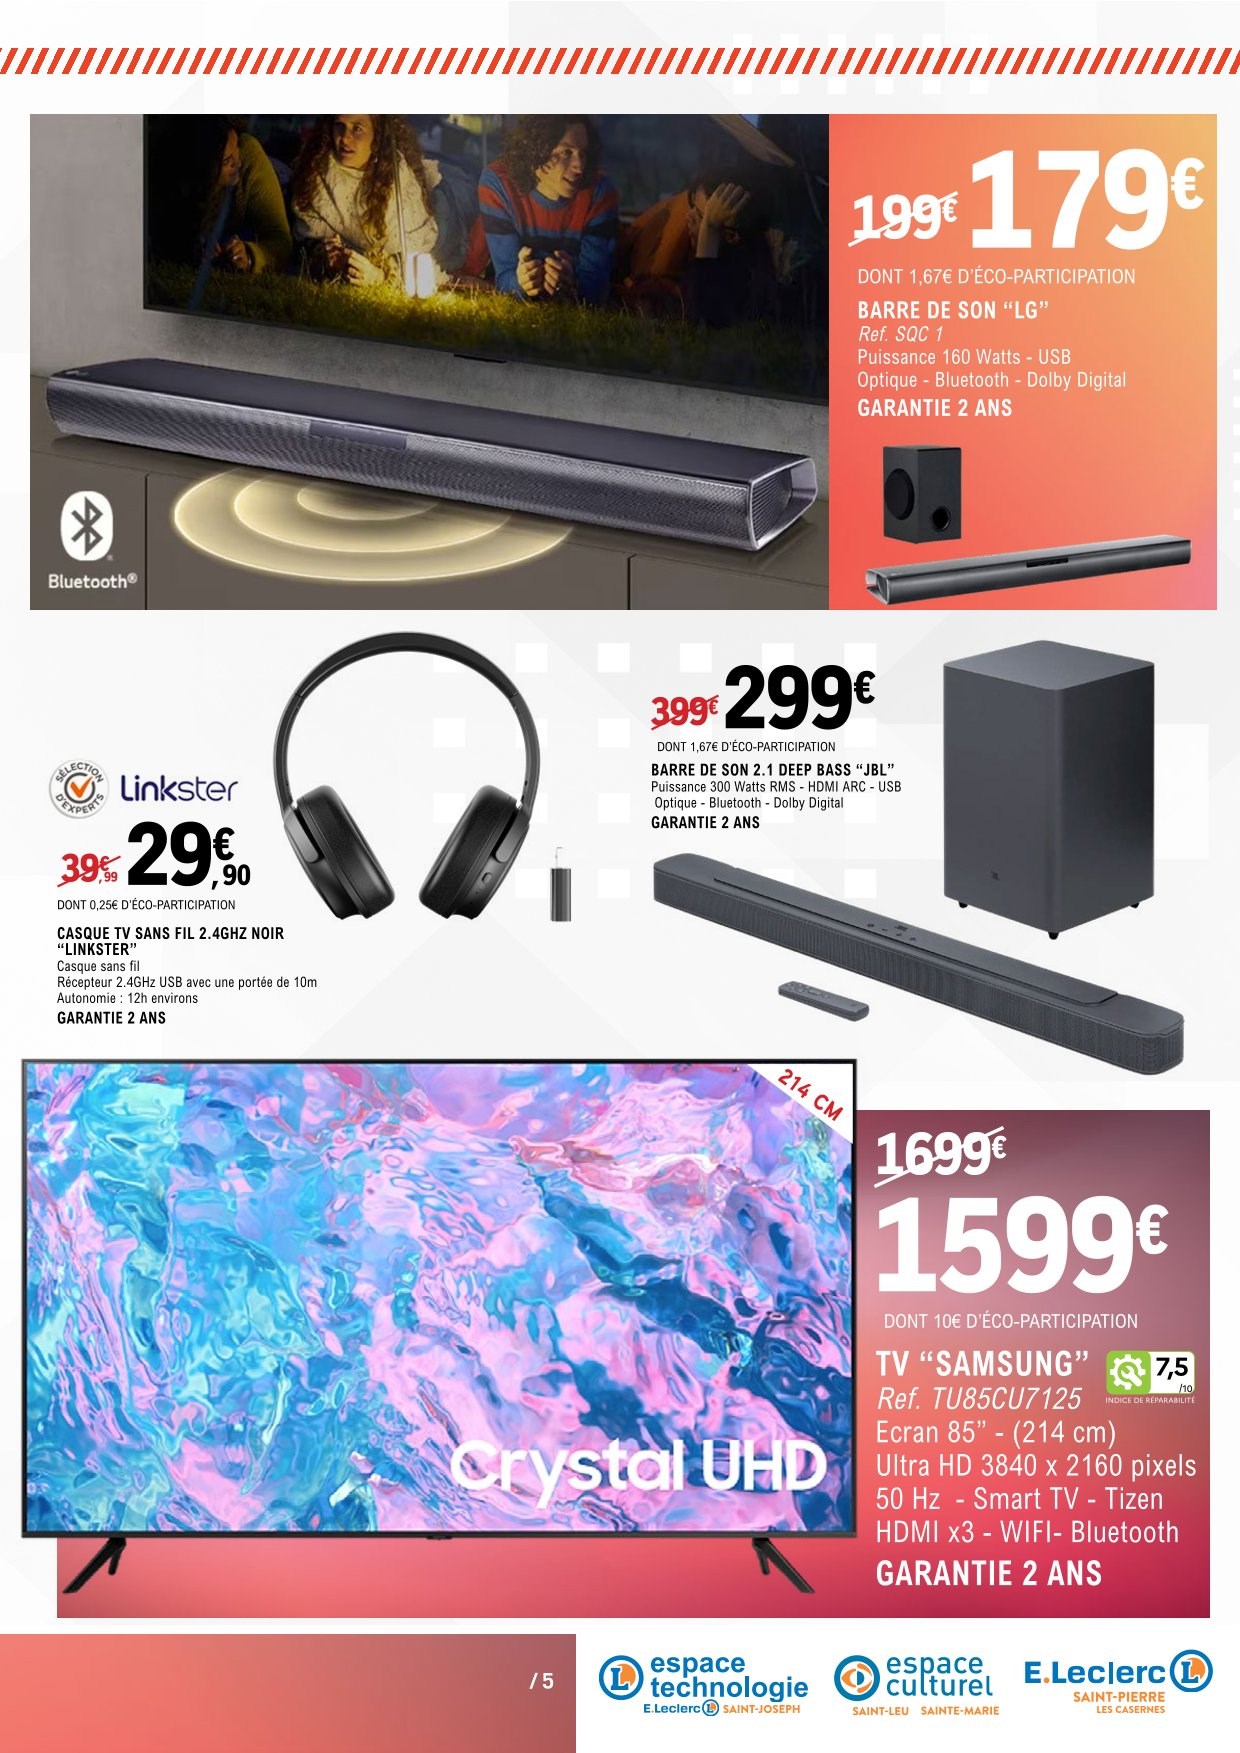 199€ 179€
DONT 1,67€ D'ÉCO-PARTICIPATION
BARRE DE SON “LG”
Ref. SQC 1
Puissance 160 Watts - USB
Optique - Bluetooth - Dolby Digital
GARANTIE 2 ANS
Bluetooth®
SÉLECTION D'EXPERTS
Linkster
39€,99 29€,90
DONT 0,25€ D'ÉCO-PARTICIPATION
CASQUE TV SANS FIL 2.4GHZ NOIR
“LINKSTER”
Casque sans fil
Récepteur 2.4GHz USB avec une portée de 10m
Autonomie : 12h environs
GARANTIE 2 ANS
399€ 299€
DONT 1,67€ D'ÉCO-PARTICIPATION
BARRE DE SON 2.1 DEEP BASS “JBL”
Puissance 300 Watts RMS - HDMI ARC - USB
Optique - Bluetooth - Dolby Digital
GARANTIE 2 ANS
JBL
214 CM
Crystal UHD
1699€
1599€
DONT 10€ D'ÉCO-PARTICIPATION
TV “SAMSUNG”
7,5
/10
INDICE DE RÉPARABILITÉ
Ref. TU85CU7125
Ecran 85” - (214 cm)
Ultra HD 3840 x 2160 pixels
50 Hz - Smart TV - Tizen
HDMI x3 - WIFI- Bluetooth
GARANTIE 2 ANS
/ 5
espace
technologie
E.Leclerc L SAINT-JOSEPH
espace
culturel
SAINT-LEU SAINTE-MARIE
E.Leclerc L
SAINT-PIERRE
LES CASERNES